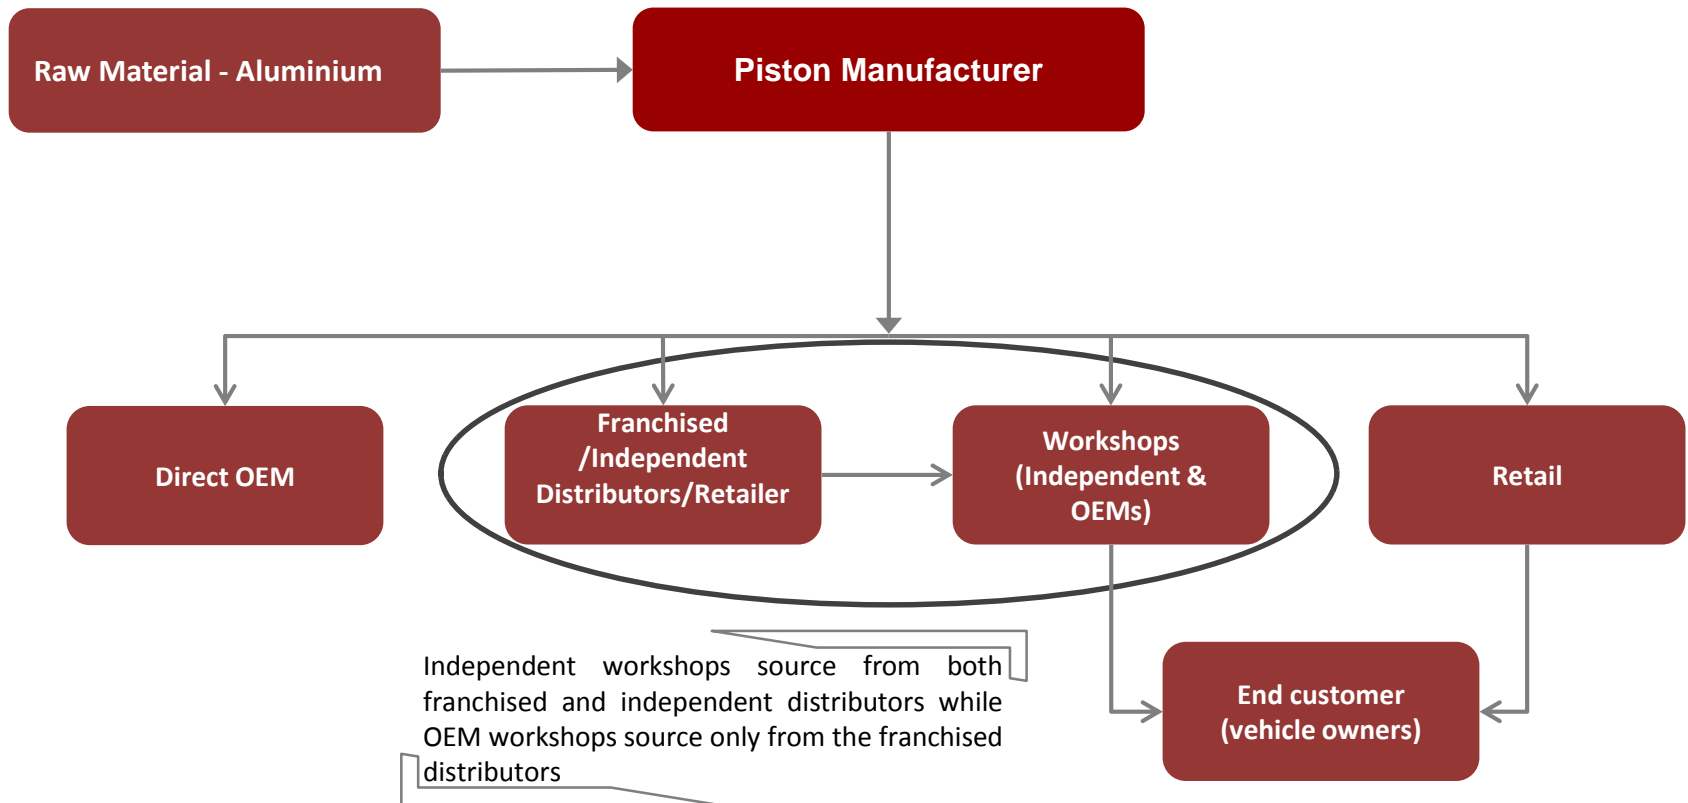 Raw Material - Aluminium
Piston Manufacturer
Direct OEM
Franchised
/Independent
Distributors/Retailer
Workshops
(Independent &
OEMs)
Retail
Independent workshops source from both
franchised and independent distributors while
OEM workshops source only from the franchised
distributors
End customer
(vehicle owners)